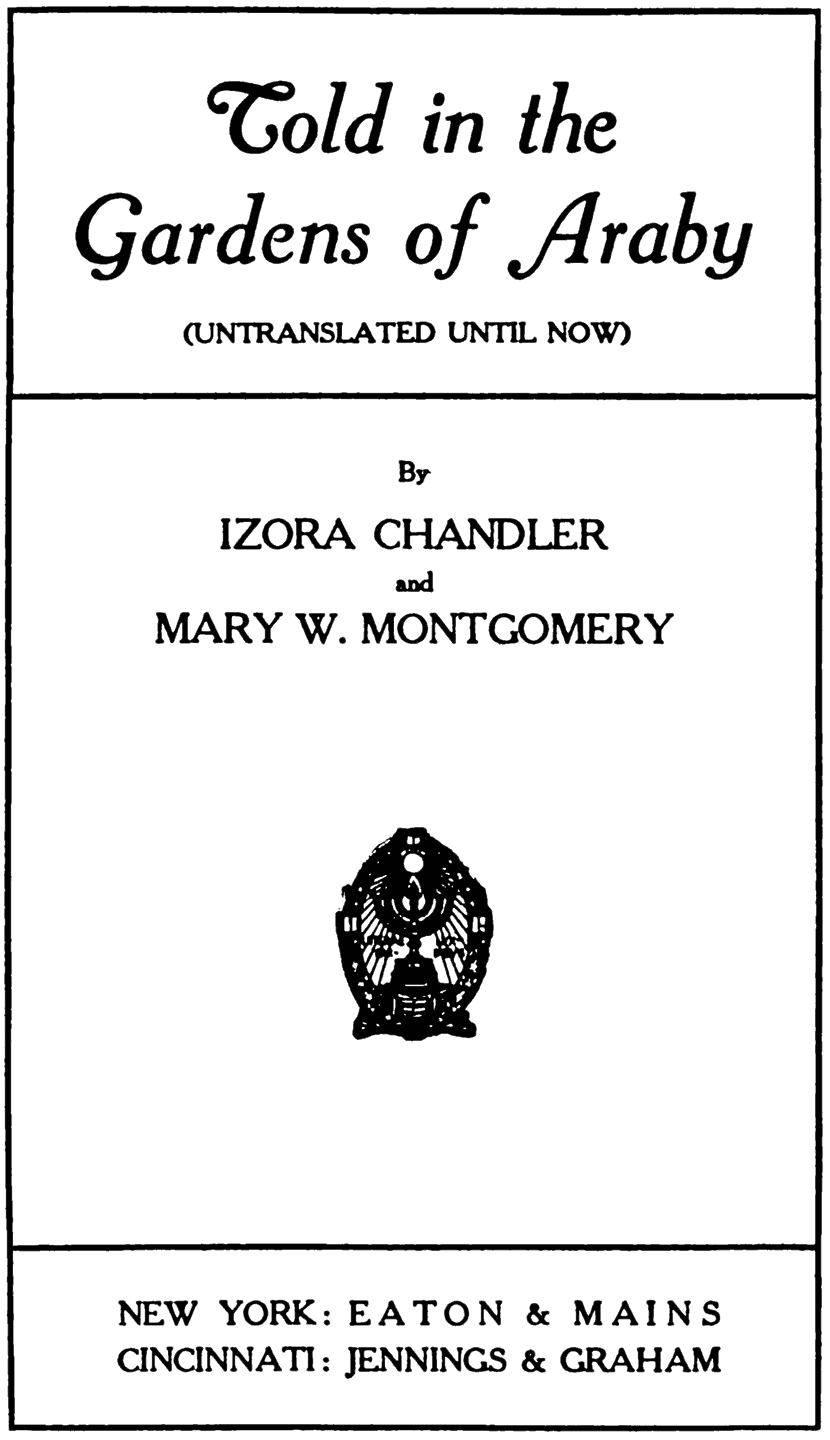 Told in the
Gardens of Araby
(UNTRANSLATED UNTIL NOW)
By
IZORA CHANDLER
and
MARY W. MONTGOMERY
NEW YORK: EATON & MAINS
CINCINNATI: JENNINGS & GRAHAM